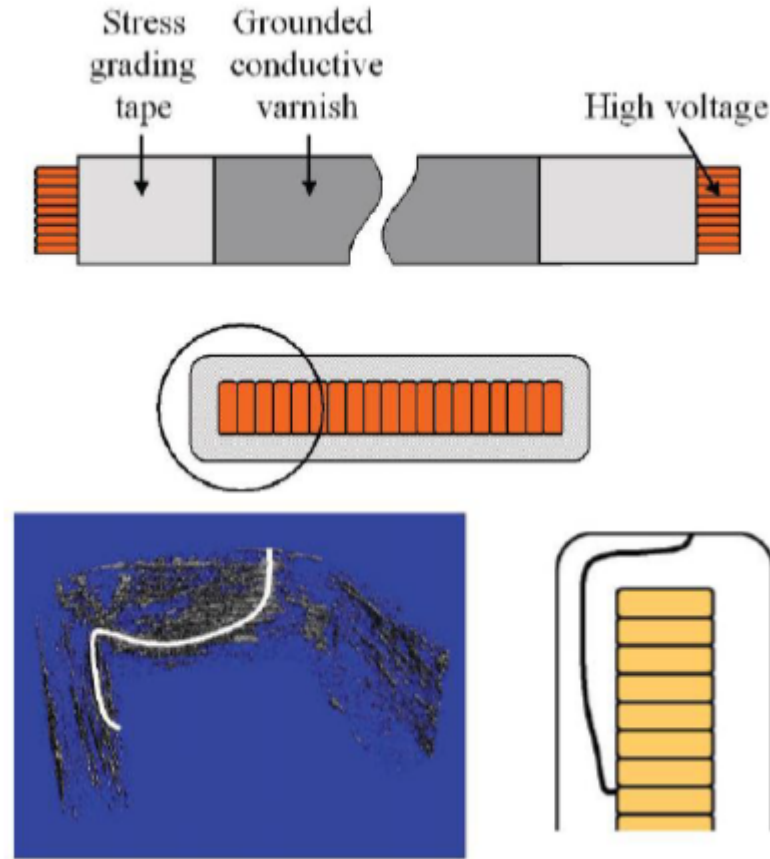 Stress
grading
tape
Grounded
conductive
varnish
High voltage